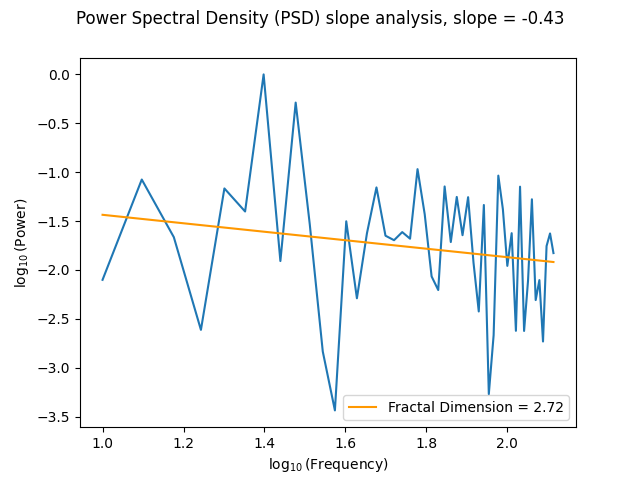 Power Spectral Density (PSD) slope analysis, slope = -0.43
0.0
−0.5
−1.0
−1.5
−2.0
−2.5
−3.0
−3.5
log₁₀(Power)
Fractal Dimension = 2.72
1.0 1.2 1.4 1.6 1.8 2.0
log₁₀(Frequency)